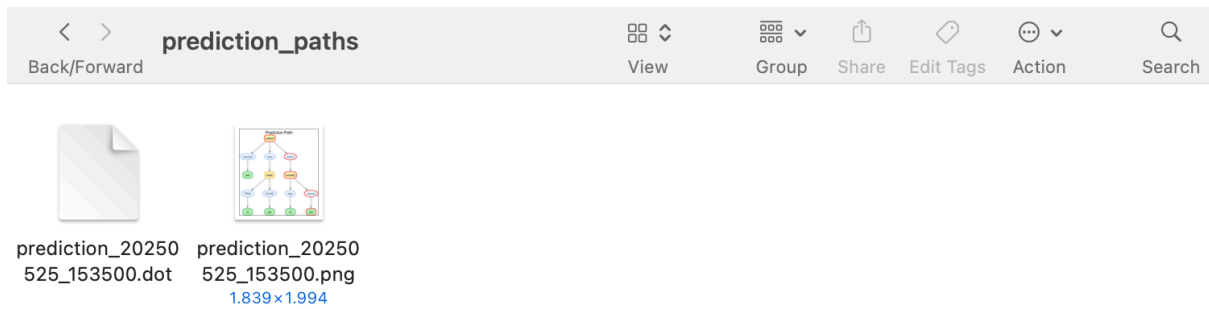 prediction_paths
Back/Forward
View
Group
Share
Edit Tags
Action
Search
Prediction Path
prediction_20250
525_153500.dot
prediction_20250
525_153500.png
1.839×1.994